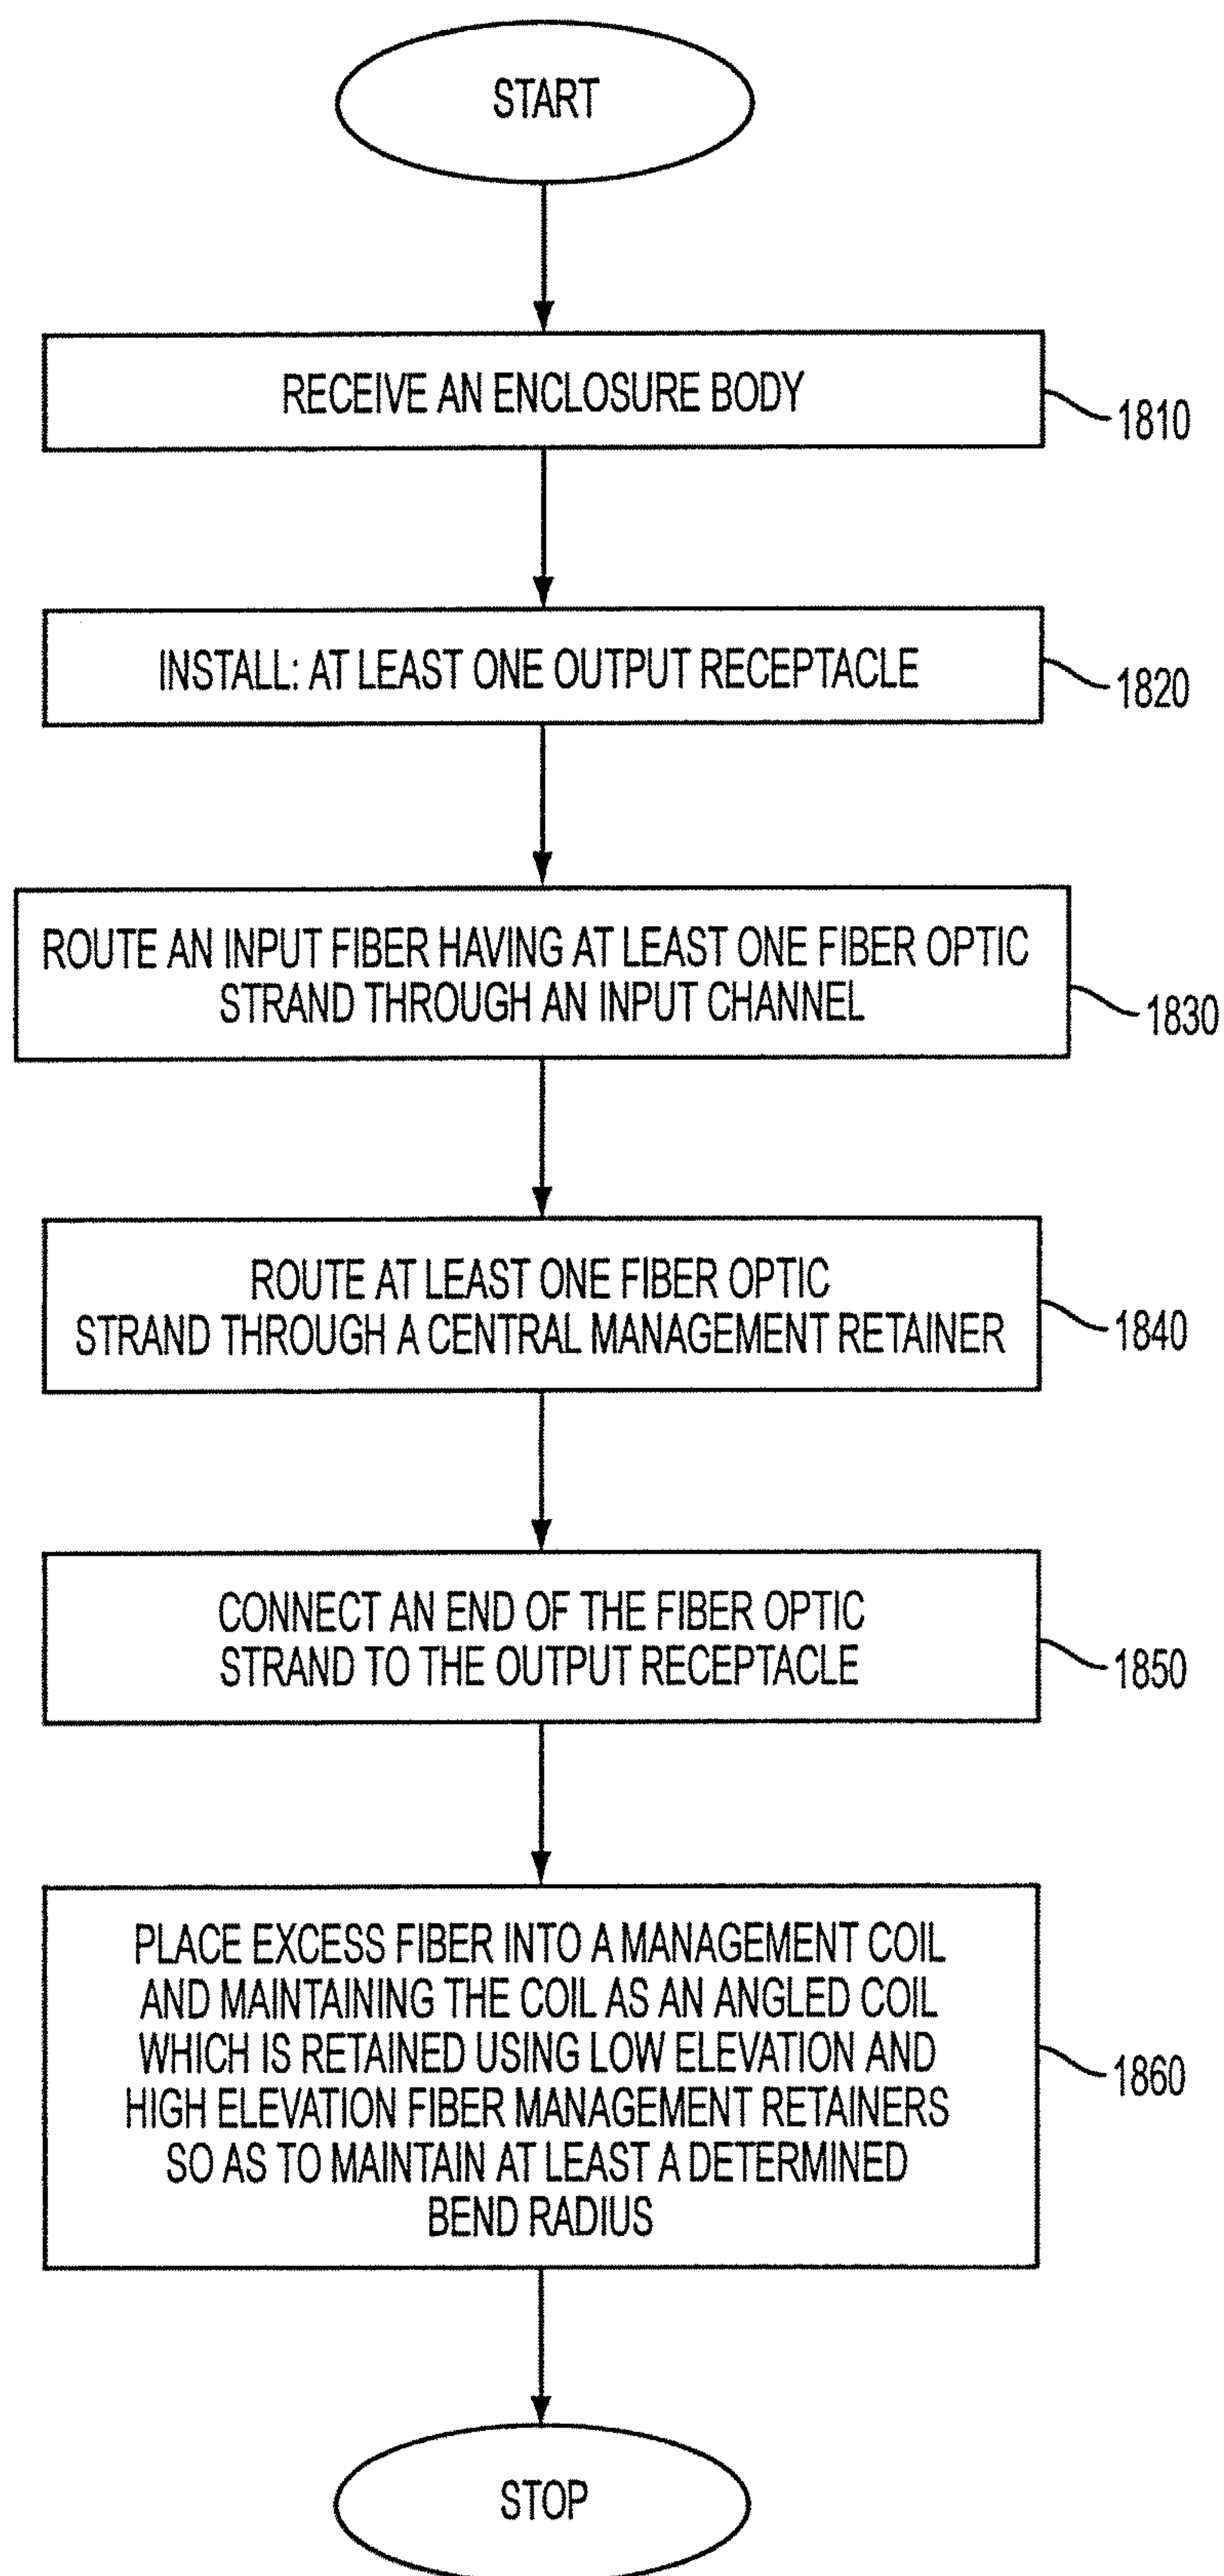 START
RECEIVE AN ENCLOSURE BODY
1810
INSTALL: AT LEAST ONE OUTPUT RECEPTACLE
1820
ROUTE AN INPUT FIBER HAVING AT LEAST ONE FIBER OPTIC
STRAND THROUGH AN INPUT CHANNEL
1830
ROUTE AT LEAST ONE FIBER OPTIC
STRAND THROUGH A CENTRAL MANAGEMENT RETAINER
1840
CONNECT AN END OF THE FIBER OPTIC
STRAND TO THE OUTPUT RECEPTACLE
1850
PLACE EXCESS FIBER INTO A MANAGEMENT COIL
AND MAINTAINING THE COIL AS AN ANGLED COIL
WHICH IS RETAINED USING LOW ELEVATION AND
HIGH ELEVATION FIBER MANAGEMENT RETAINERS
SO AS TO MAINTAIN AT LEAST A DETERMINED
BEND RADIUS
1860
STOP